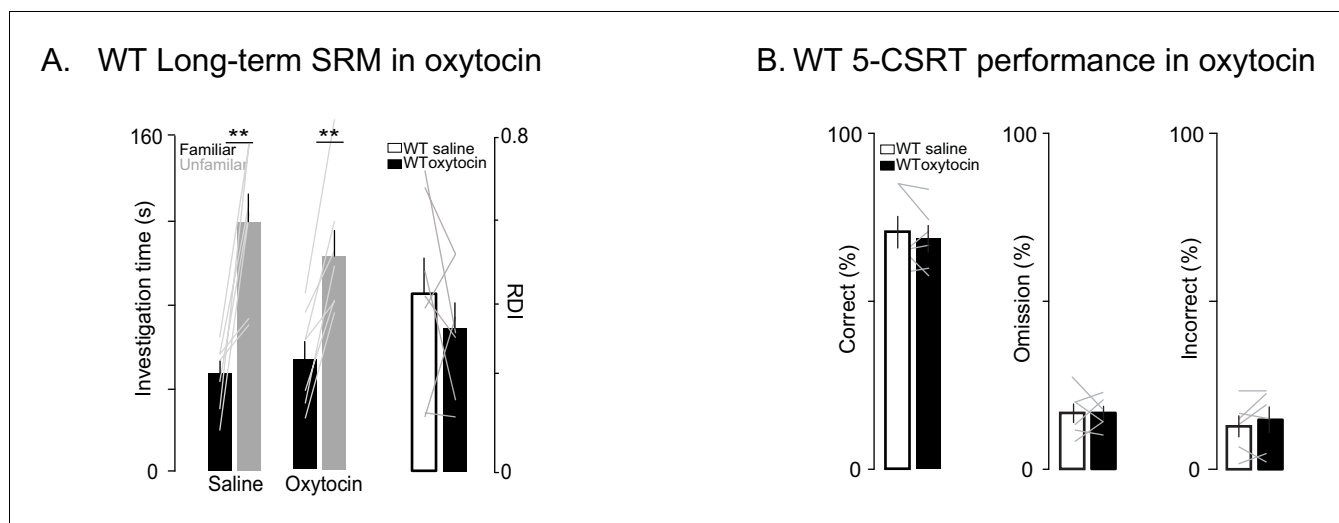 A. WT Long-term SRM in oxytocin
160
0
Investigation time (s)
Familiar
Unfamilar
**
**
Saline
Oxytocin
WT saline
WToxytocin
0.8
0
RDI
B. WT 5-CSRT performance in oxytocin
100
0
Correct (%)
WT saline
WToxytocin
100
0
Omission (%)
100
0
Incorrect (%)